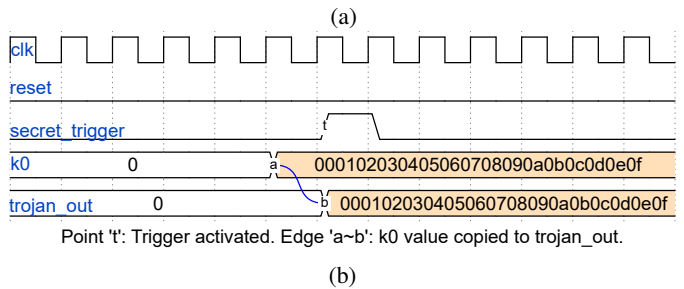 (a)
clk
reset
secret_trigger t
k0 0 a 000102030405060708090a0b0c0d0e0f
trojan_out 0 b 000102030405060708090a0b0c0d0e0f
Point 't': Trigger activated. Edge 'a~b': k0 value copied to trojan_out.
(b)